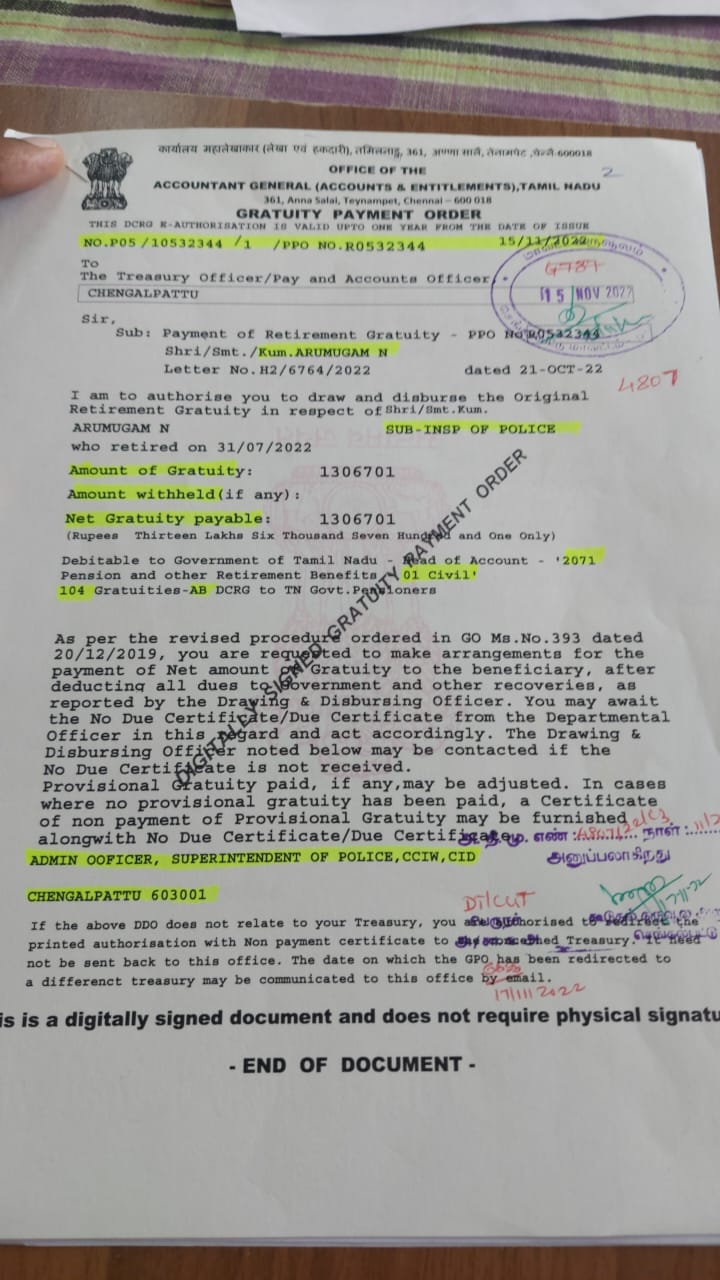 कार्यालय महालेखाकार (लेखा एवं हकदारी), तमिलनाडु, 361, अण्णा सालै, तेनामपेट, चेन्नै-600018
OFFICE OF THE
2
ACCOUNTANT GENERAL (ACCOUNTS & ENTITLEMENTS),TAMIL NADU
361, Anna Salai, Teynampet, Chennai - 600 018
GRATUITY PAYMENT ORDER
THIS DCRG E-AUTHORISATION IS VALID UPTO ONE YEAR FROM THE DATE OF ISSUE
NO.P05 /10532344 /1 /PPO NO.R0532344 15/11/2022
To
The Treasury Officer/Pay and Accounts Officer,
CHENGALPATTU
15 NOV 2022
Sir,
Sub: Payment of Retirement Gratuity - PPO No R0532344
Shri/Smt./Kum.ARUMUGAM N
Letter No.H2/6764/2022 dated 21-OCT-22
4807
I am to authorise you to draw and disburse the Original
Retirement Gratuity in respect of Shri/Smt.Kum.
ARUMUGAM N SUB-INSP OF POLICE
who retired on 31/07/2022
Amount of Gratuity: 1306701
Amount withheld(if any):
Net Gratuity payable: 1306701
(Rupees Thirteen Lakhs Six Thousand Seven Hundred and One Only)
Debitable to Government of Tamil Nadu - Head of Account - '2071
Pension and other Retirement Benefits 01 Civil'
104 Gratuities-AB DCRG to TN Govt.Pensioners
DIGITALLY SIGNED GRATUITY PAYMENT ORDER
As per the revised procedure ordered in GO Ms.No.393 dated
20/12/2019, you are requested to make arrangements for the
payment of Net amount of Gratuity to the beneficiary, after
deducting all dues to Government and other recoveries, as
reported by the Drawing & Disbursing Officer. You may await
the No Due Certificate/Due Certificate from the Departmental
Officer in this regard and act accordingly. The Drawing &
Disbursing Officer noted below may be contacted if the
No Due Certificate is not received.
Provisional Gratuity paid, if any,may be adjusted. In cases
where no provisional gratuity has been paid, a Certificate
of non payment of Provisional Gratuity may be furnished
alongwith No Due Certificate/Due Certificate.
எண் : நாள் :
அனுப்பலாகிறது
ADMIN OOFICER, SUPERINTENDENT OF POLICE,CCIW,CID
CHENGALPATTU 603001
If the above DDO does not relate to your Treasury, you are authorised to redirect the
printed authorisation with Non payment certificate to the concerned Treasury. It need
not be sent back to this office. The date on which the GPO has been redirected to
a differenct treasury may be communicated to this office by email.
17/11/2022
is is a digitally signed document and does not require physical signatu
- END OF DOCUMENT -